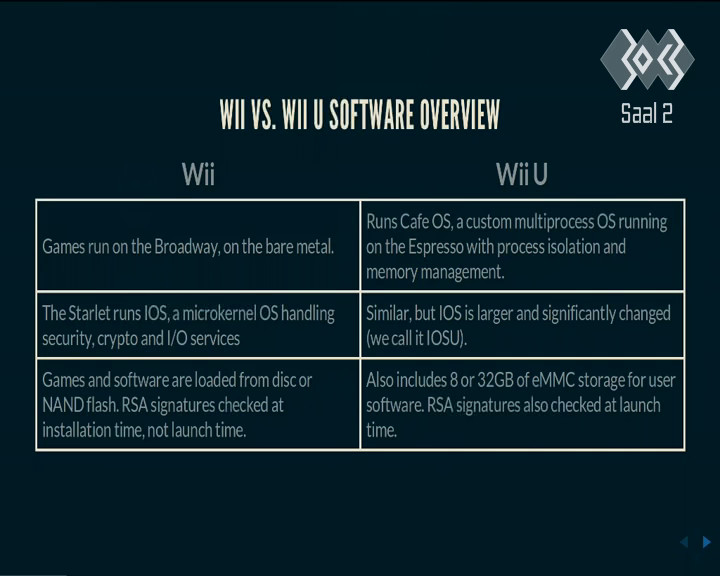 Saal 2
WII VS. WII U SOFTWARE OVERVIEW
Wii
Wii U
Games run on the Broadway, on the bare metal.
Runs Cafe OS, a custom multiprocess OS running
on the Espresso with process isolation and
memory management.
The Starlet runs IOS, a microkernel OS handling
security, crypto and I/O services
Similar, but IOS is larger and significantly changed
(we call it IOSU).
Games and software are loaded from disc or
NAND flash. RSA signatures checked at
installation time, not launch time.
Also includes 8 or 32GB of eMMC storage for user
software. RSA signatures also checked at launch
time.